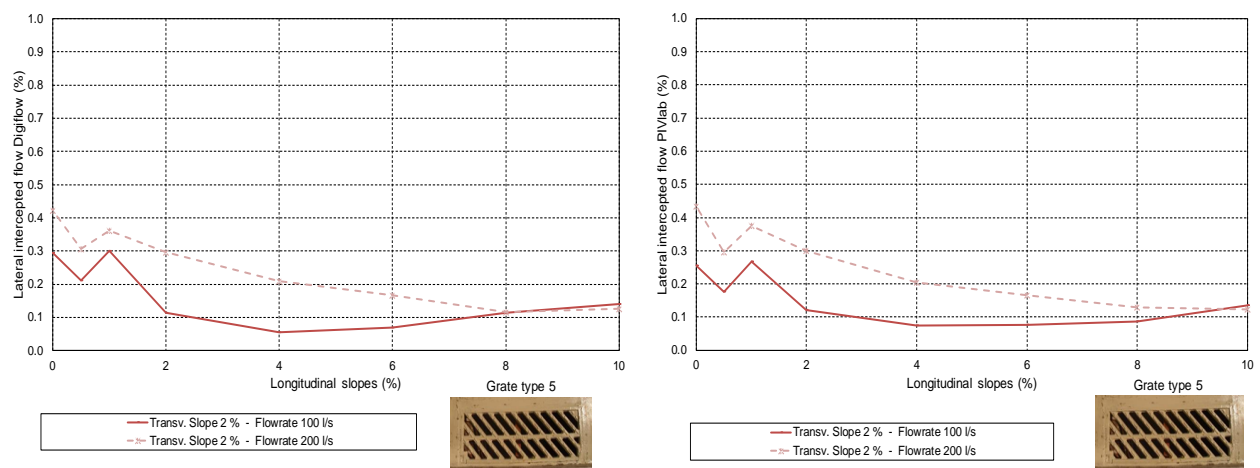 Lateral intercepted flow Digiflow (%)
1.0
0.9
0.8
0.7
0.6
0.5
0.4
0.3
0.2
0.1
0.0
0 2 4 6 8 10
Longitudinal slopes (%)
Grate type 5
Transv. Slope 2 % - Flowrate 100 l/s
Transv. Slope 2 % - Flowrate 200 l/s
Lateral intercepted flow PIVlab (%)
1.0
0.9
0.8
0.7
0.6
0.5
0.4
0.3
0.2
0.1
0.0
0 2 4 6 8 10
Longitudinal slopes (%)
Grate type 5
Transv. Slope 2 % - Flowrate 100 l/s
Transv. Slope 2 % - Flowrate 200 l/s